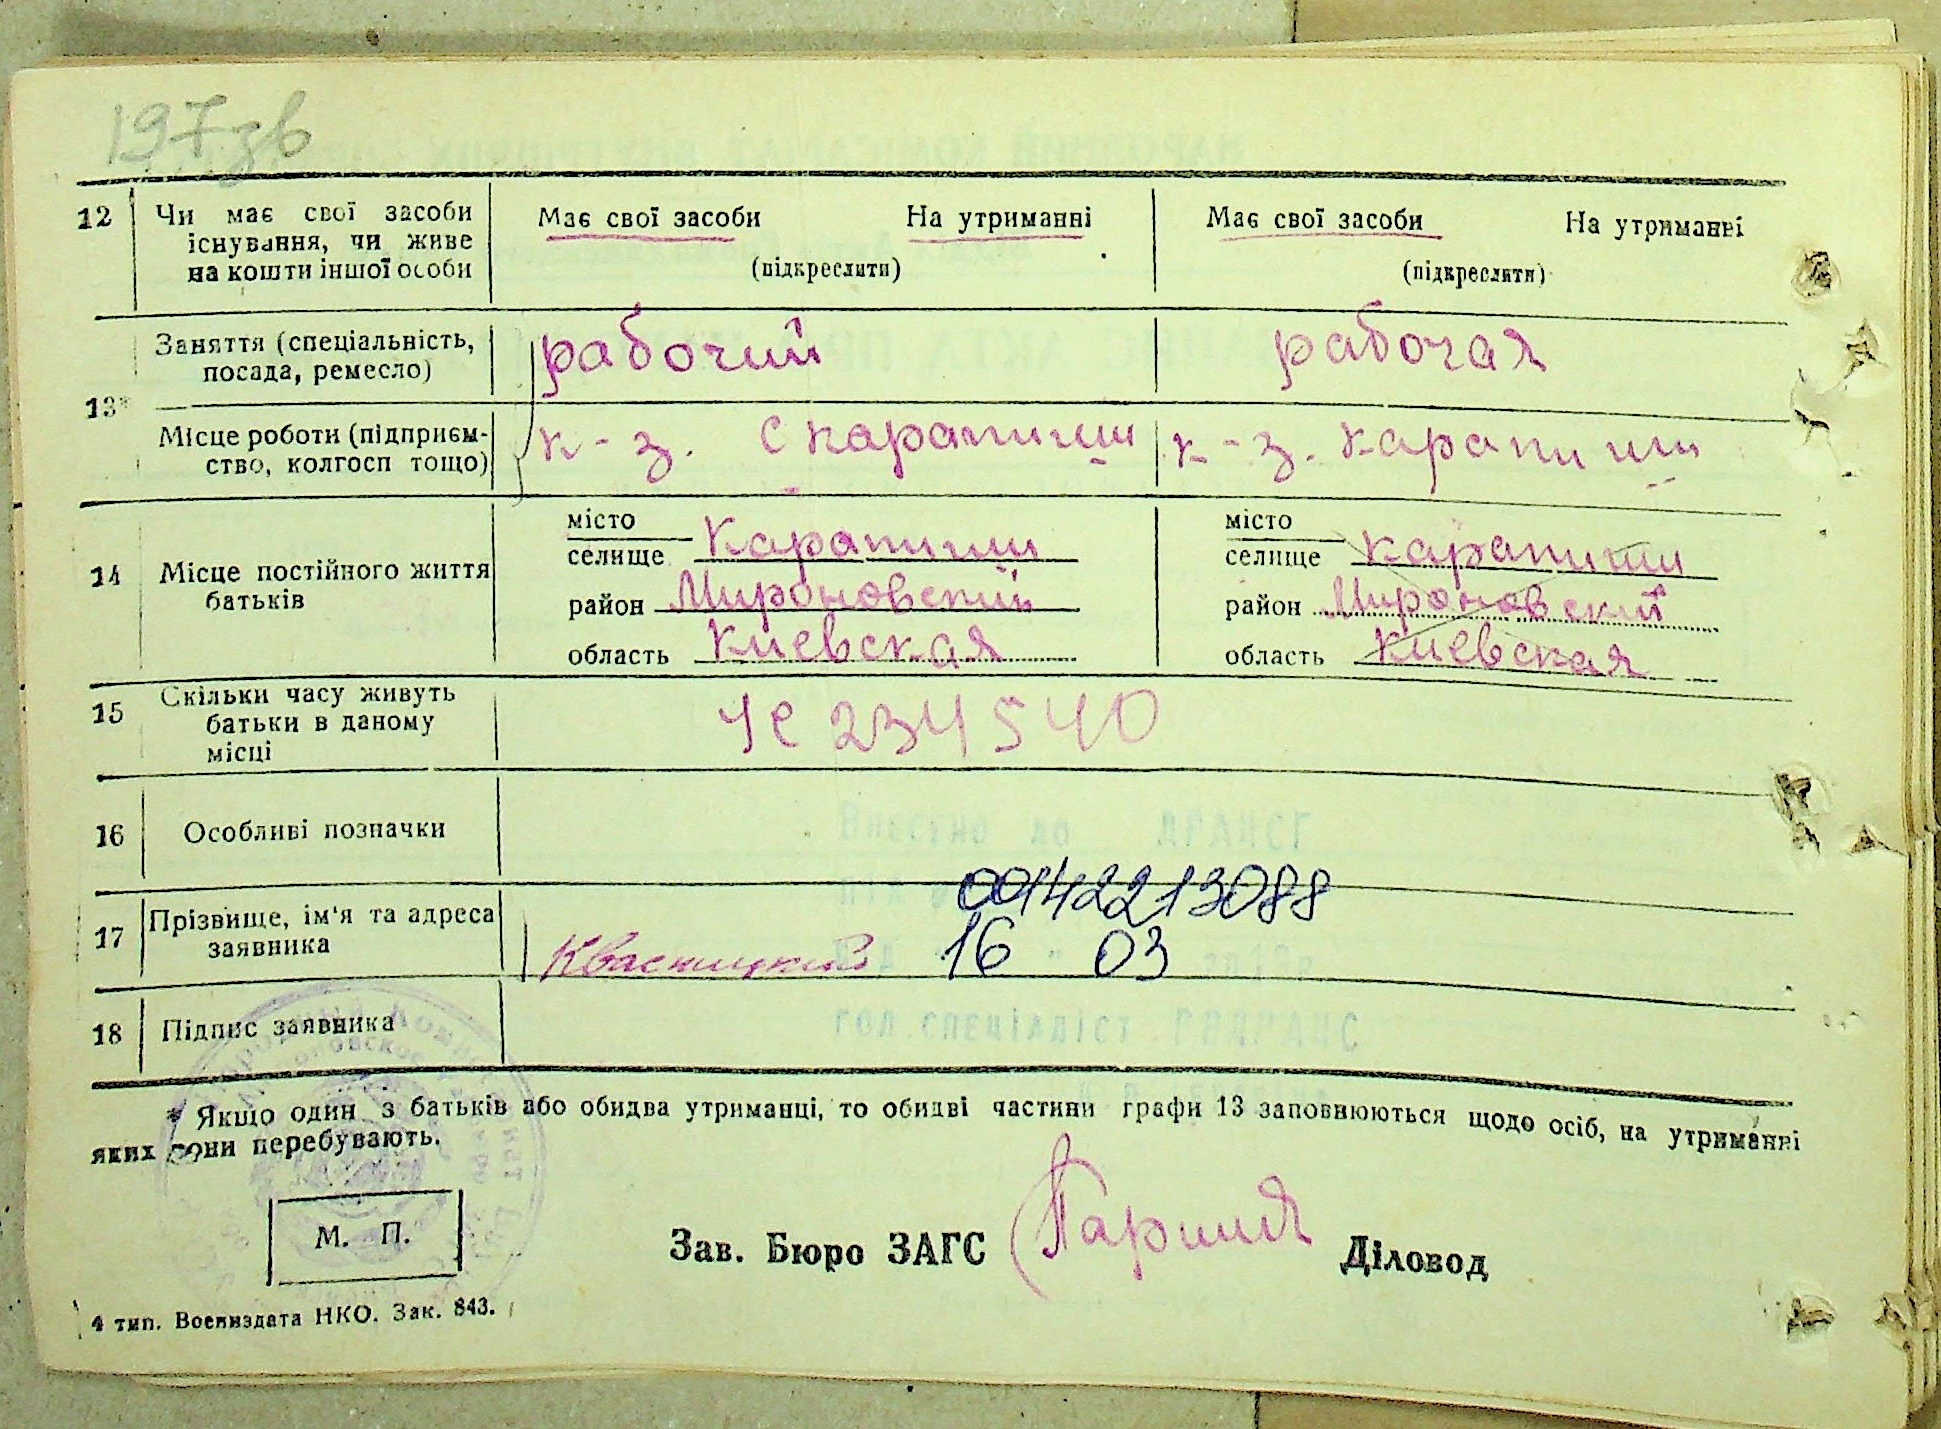 197зв
12 Чи має свої засоби існування, чи живе на кошти іншої особи
Має свої засоби На утриманні
(підкреслити)
Має свої засоби На утриманні
(підкреслити)
13*
Заняття (спеціальність, посада, ремесло)
рабочий рабочая
Місце роботи (підприємство, колгосп тощо)
к-з. с Карапиши к-з. Карапиши
14 Місце постійного життя батьків
місто
селище Карапиши
район Мироновский
область Киевская
місто
селище Карапиши
район Мироновский
область Киевская
15 Скільки часу живуть батьки в даному місці
234540
16 Особливі позначки
Внесено до ДРАЦСГ
00142213088
17 Прізвище, ім'я та адреса заявника
16 03
гол спеціаліст
18 Підпис заявника
* Якщо один з батьків або обидва утриманці, то обидві частини графи 13 заповнюються щодо осіб, на утриманні
яких вони перебувають.
М. П.
Зав. Бюро ЗАГС Діловод
4 тип. Воениздата НКО. Зак. 843.